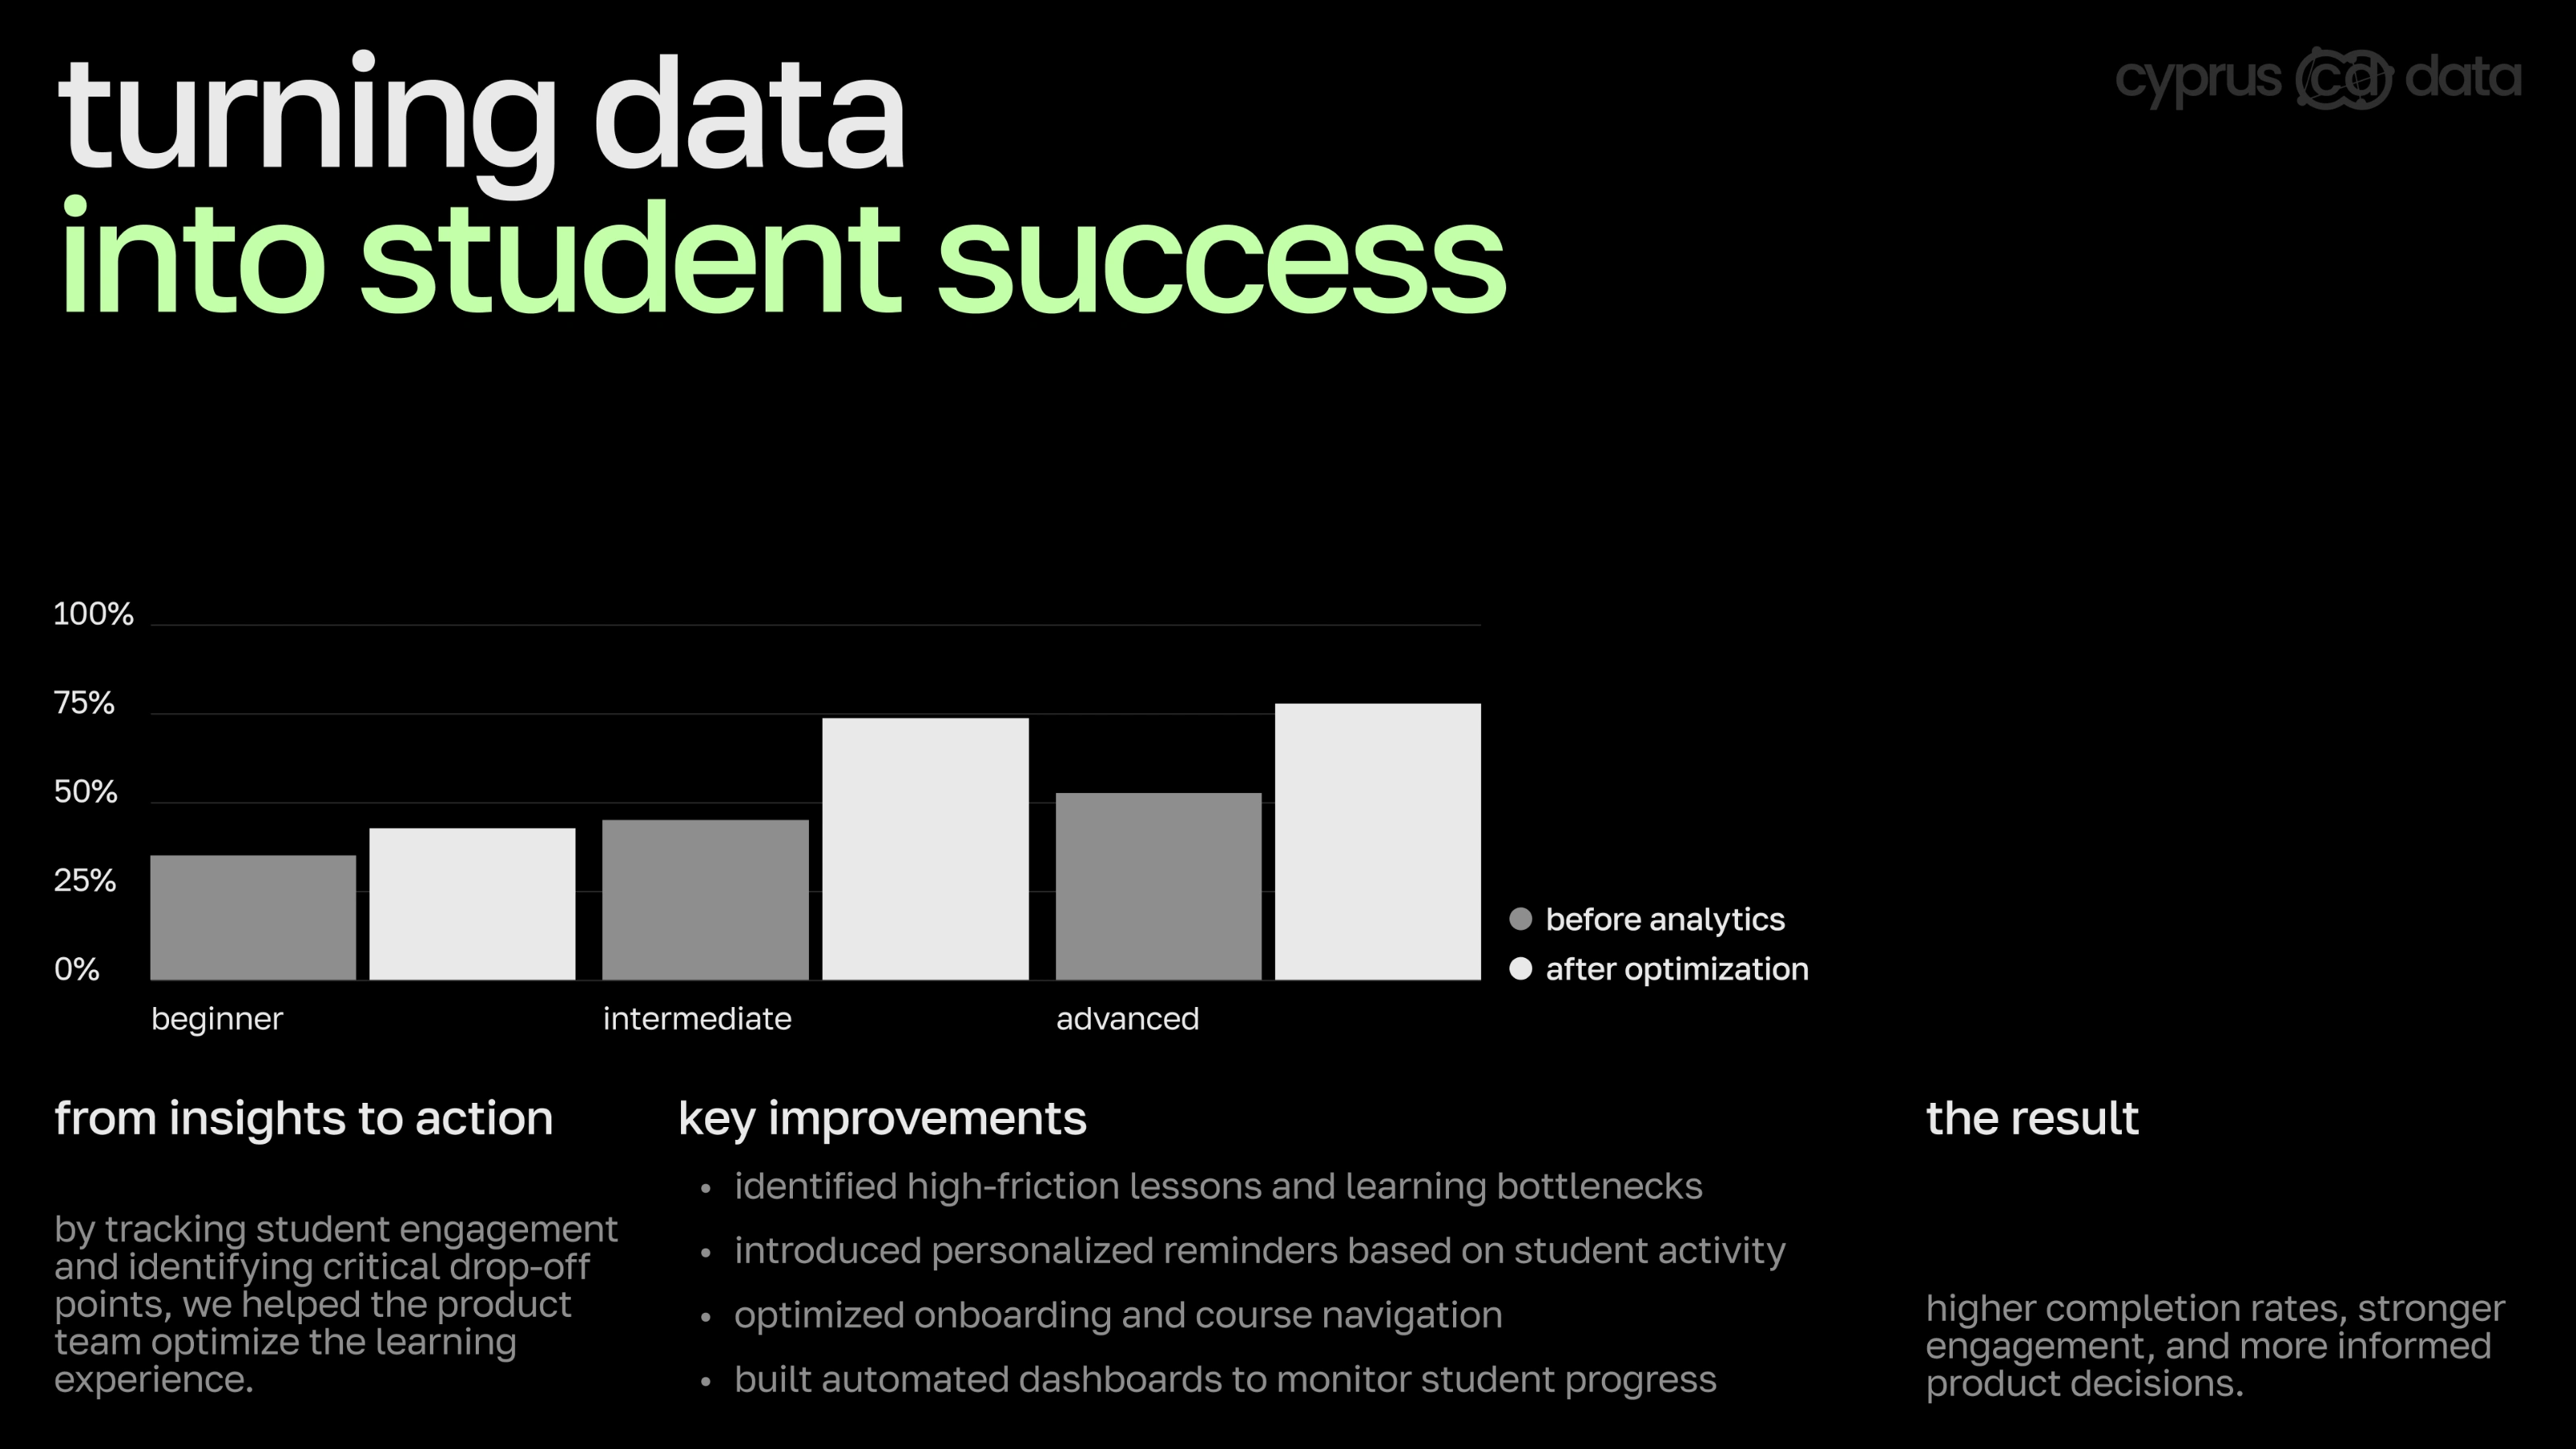 turning data
into student success
cyprus cd data
100%
75%
50%
25%
0%
beginner
intermediate
advanced
before analytics
after optimization
from insights to action
by tracking student engagement
and identifying critical drop-off
points, we helped the product
team optimize the learning
experience.
key improvements
• identified high-friction lessons and learning bottlenecks
• introduced personalized reminders based on student activity
• optimized onboarding and course navigation
• built automated dashboards to monitor student progress
the result
higher completion rates, stronger
engagement, and more informed
product decisions.